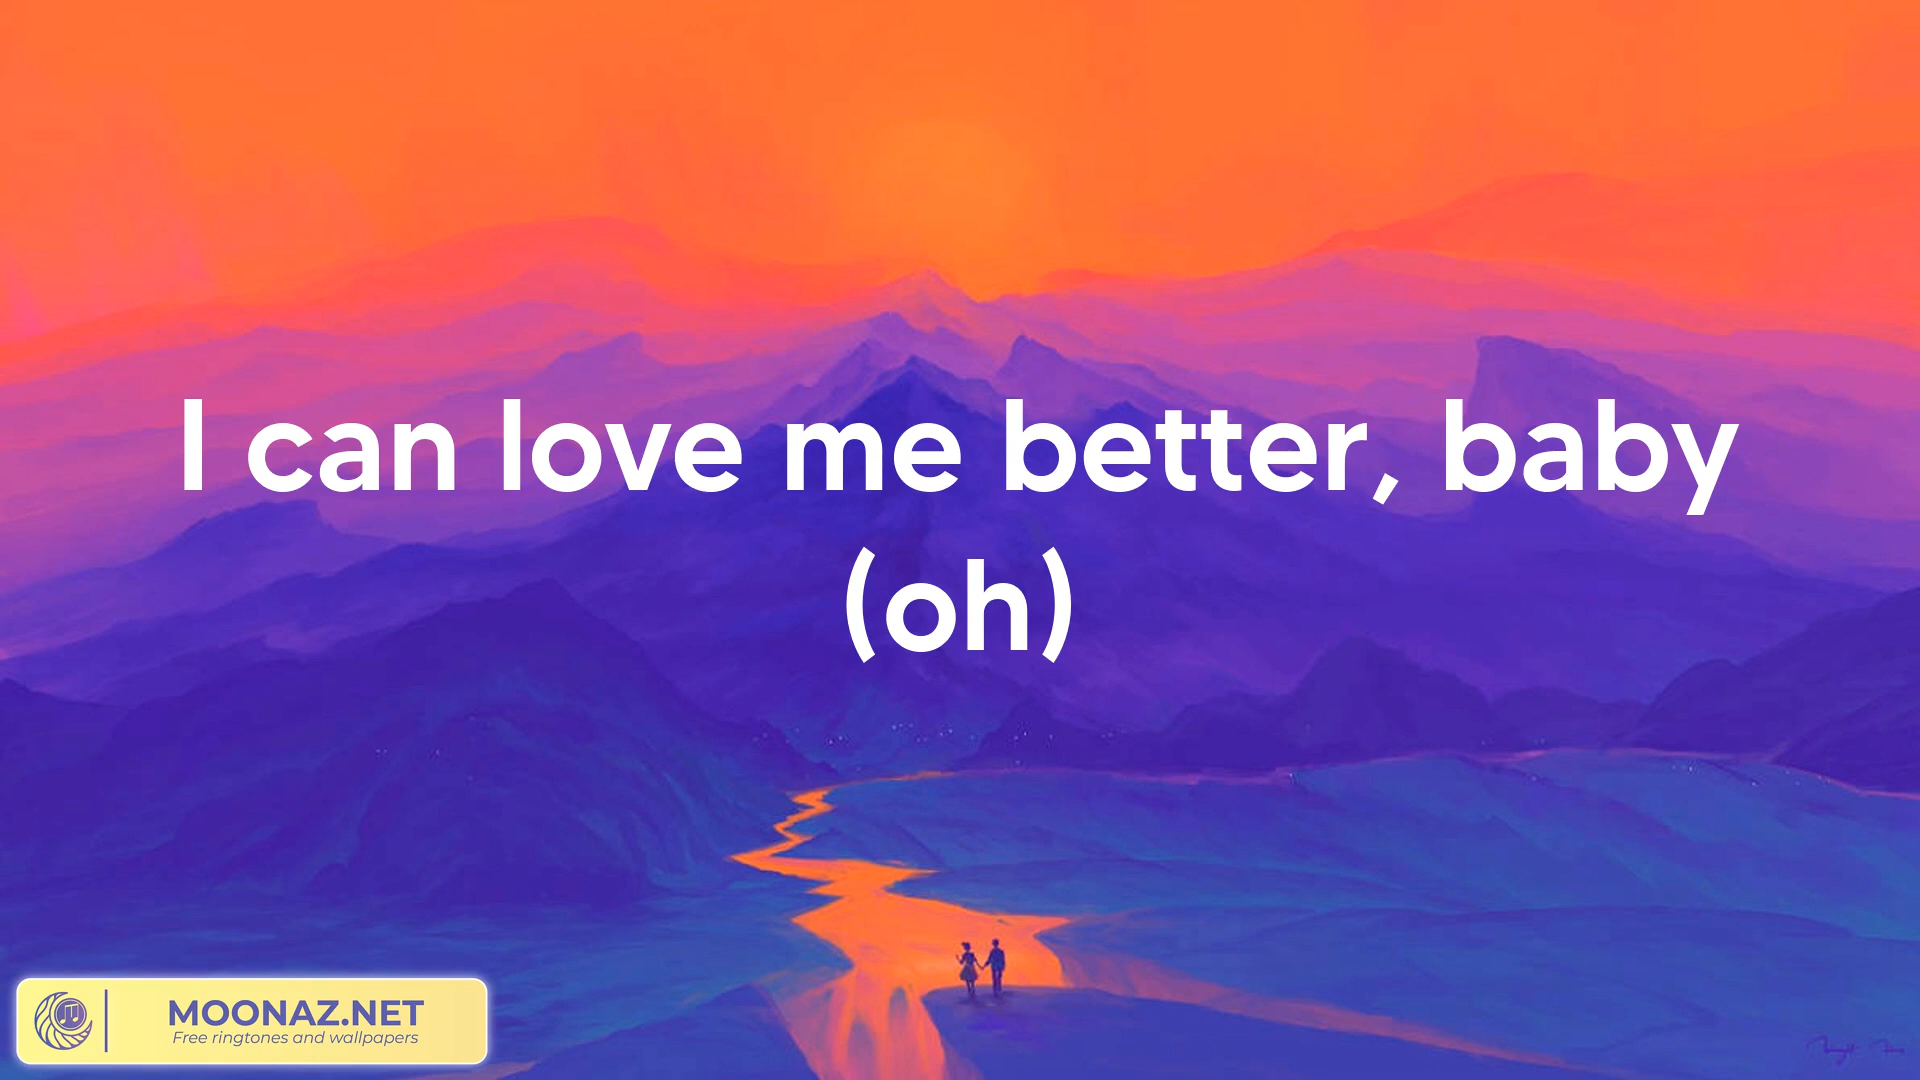 I can love me better, baby
(oh)
MOONAZ.NET
Free ringtones and wallpapers